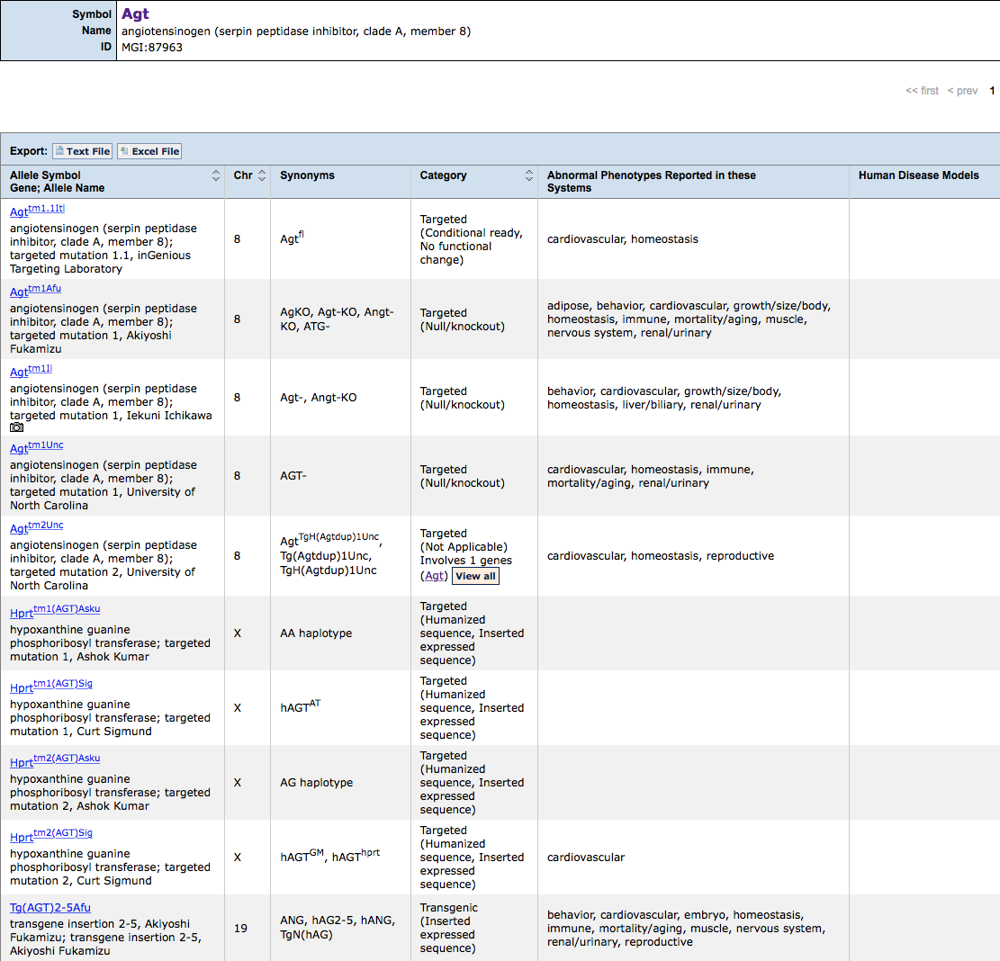 Symbol Agt
Name angiotensinogen (serpin peptidase inhibitor, clade A, member 8)
ID MGI:87963
<< first < prev 1
Export: Text File Excel File
Allele Symbol
Gene; Allele Name
Chr
Synonyms
Category
Abnormal Phenotypes Reported in these
Systems
Human Disease Models
Agttm1.1Itl
angiotensinogen (serpin peptidase
inhibitor, clade A, member 8);
targeted mutation 1.1, inGenious
Targeting Laboratory
8
Agtfl
Targeted
(Conditional ready,
No functional
change)
cardiovascular, homeostasis
Agttm1Afu
angiotensinogen (serpin peptidase
inhibitor, clade A, member 8);
targeted mutation 1, Akiyoshi
Fukamizu
8
AgKO, Agt-KO, Angt-
KO, ATG-
Targeted
(Null/knockout)
adipose, behavior, cardiovascular, growth/size/body,
homeostasis, immune, mortality/aging, muscle,
nervous system, renal/urinary
Agttm1Ii
angiotensinogen (serpin peptidase
inhibitor, clade A, member 8);
targeted mutation 1, Iekuni Ichikawa
8
Agt-, Angt-KO
Targeted
(Null/knockout)
behavior, cardiovascular, growth/size/body,
homeostasis, liver/biliary, renal/urinary
Agttm1Unc
angiotensinogen (serpin peptidase
inhibitor, clade A, member 8);
targeted mutation 1, University of
North Carolina
8
AGT-
Targeted
(Null/knockout)
cardiovascular, homeostasis, immune,
mortality/aging, renal/urinary
Agttm2Unc
angiotensinogen (serpin peptidase
inhibitor, clade A, member 8);
targeted mutation 2, University of
North Carolina
8
AgtTgH(Agtdup)1Unc,
Tg(Agtdup)1Unc,
TgH(Agtdup)1Unc
Targeted
(Not Applicable)
Involves 1 genes
(Agt) View all
cardiovascular, homeostasis, reproductive
Hprttm1(AGT)Asku
hypoxanthine guanine
phosphoribosyl transferase; targeted
mutation 1, Ashok Kumar
X
AA haplotype
Targeted
(Humanized
sequence, Inserted
expressed
sequence)
Hprttm1(AGT)Sig
hypoxanthine guanine
phosphoribosyl transferase; targeted
mutation 1, Curt Sigmund
X
hAGTAT
Targeted
(Humanized
sequence, Inserted
expressed
sequence)
Hprttm2(AGT)Asku
hypoxanthine guanine
phosphoribosyl transferase; targeted
mutation 2, Ashok Kumar
X
AG haplotype
Targeted
(Humanized
sequence, Inserted
expressed
sequence)
Hprttm2(AGT)Sig
hypoxanthine guanine
phosphoribosyl transferase; targeted
mutation 2, Curt Sigmund
X
hAGTGM, hAGThprt
Targeted
(Humanized
sequence, Inserted
expressed
sequence)
cardiovascular
Tg(AGT)2-5Afu
transgene insertion 2-5, Akiyoshi
Fukamizu; transgene insertion 2-5,
Akiyoshi Fukamizu
19
ANG, hAG2-5, hANG,
TgN(hAG)
Transgenic
(Inserted
expressed
sequence)
behavior, cardiovascular, embryo, homeostasis,
immune, mortality/aging, muscle, nervous system,
renal/urinary, reproductive